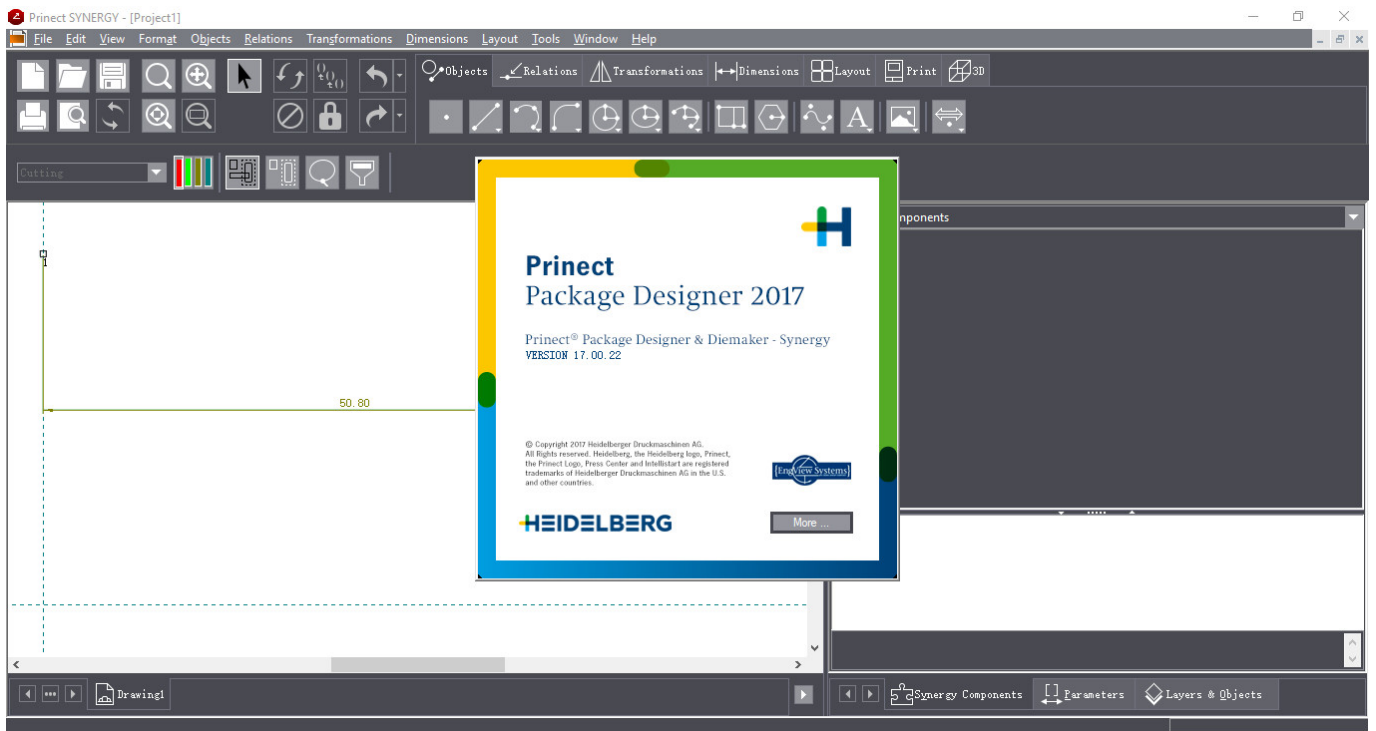 Prinect SYNERGY - [Project1]
File Edit View Format Objects Relations Transformations Dimensions Layout Tools Window Help
Objects Relations Transformations Dimensions Layout Print 3D
A
Cutting
mponents
1
50.80
H
Prinect
Package Designer 2017
Prinect® Package Designer & Diemaker - Synergy
VERSION 17.00.22
© Copyright 2017 Heidelberger Druckmaschinen AG.
All Rights reserved. Heidelberg, the Heidelberg logo, Prinect,
the Prinect Logo, Press Center and Intellistart are registered
trademarks of Heidelberger Druckmaschinen AG in the U.S.
and other countries.
{EngView Systems}
HEIDELBERG
More ...
Drawing1
Synergy Components Parameters Layers & Objects